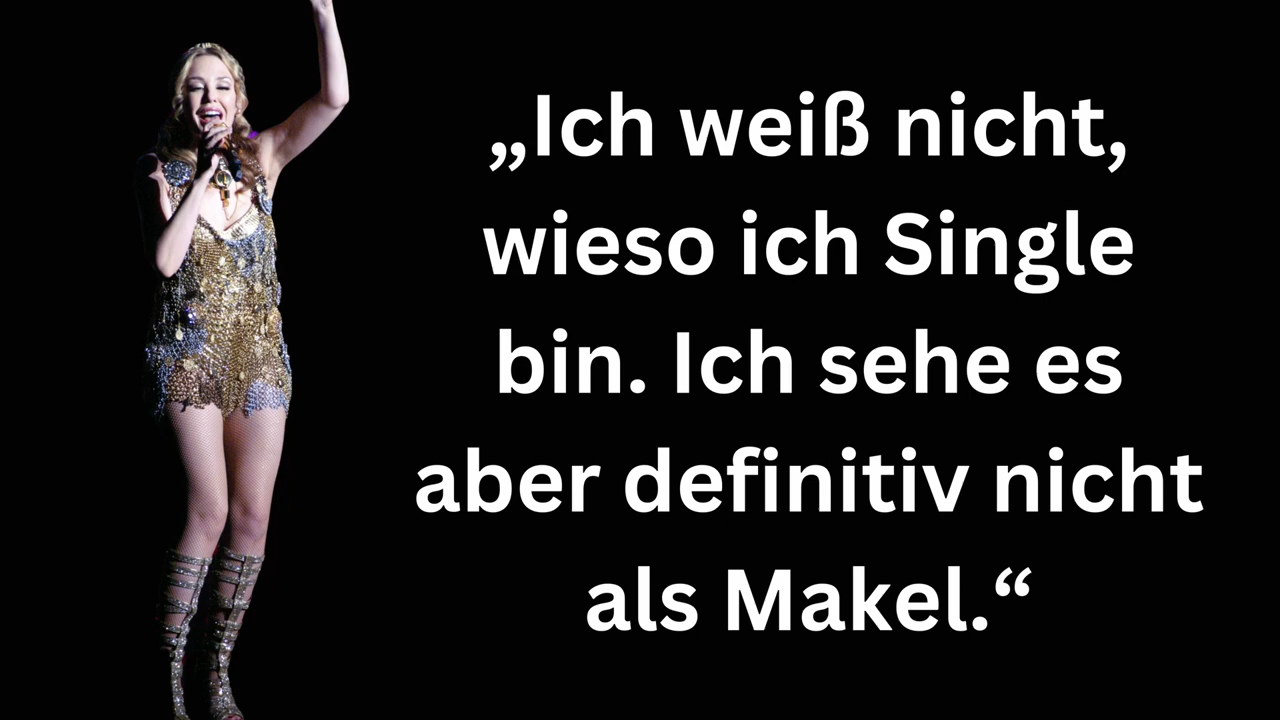 „Ich weiß nicht,
wieso ich Single
bin. Ich sehe es
aber definitiv nicht
als Makel.“